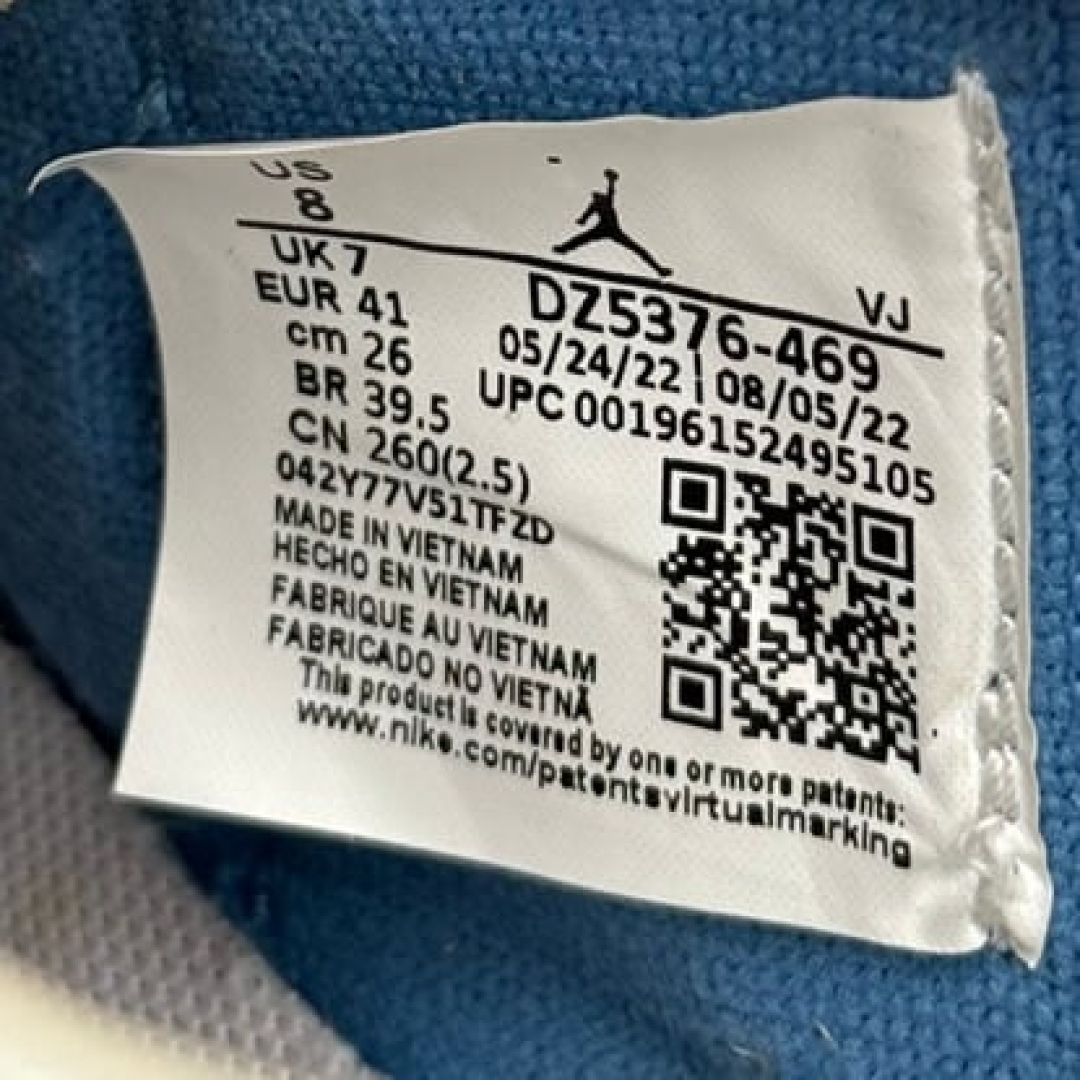 US
8
VJ
UK 7
EUR 41
cm 26
BR 39.5
CN 260(2.5)
042Y77V51TFZD
DZ5376-469
05/24/22 | 08/05/22
UPC 00196152495105
MADE IN VIETNAM
HECHO EN VIETNAM
FABRIQUE AU VIETNAM
FABRICADO NO VIETNÃ
This product is covered by one or more patents:
www.nike.com/patentsvirtualmarking